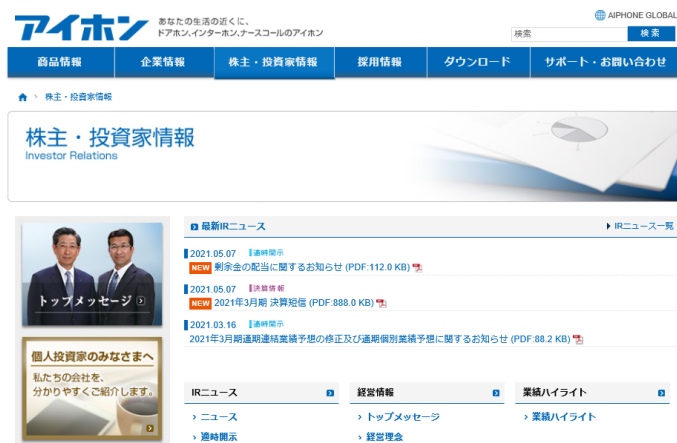 アイホン
あなたの生活の近くに、
ドアホン、インターホン、ナースコールのアイホン
AIPHONE GLOBAL
検索
検索
商品情報 企業情報 株主・投資家情報 採用情報 ダウンロード サポート・お問い合わせ
株主・投資家情報
株主・投資家情報
Investor Relations
トップメッセージ
個人投資家のみなさまへ
私たちの会社を、
分かりやすくご紹介します。
最新IRニュース
IRニュース一覧
2021.05.07 適時開示
NEW 剰余金の配当に関するお知らせ (PDF:112.0 KB)
2021.05.07 決算情報
NEW 2021年3月期 決算短信 (PDF:888.0 KB)
2021.03.16 適時開示
2021年3月期通期連結業績予想の修正及び通期個別業績予想に関するお知らせ (PDF:88.2 KB)
IRニュース 経営情報 業績ハイライト
› ニュース › トップメッセージ › 業績ハイライト
› 適時開示 › 経営理念